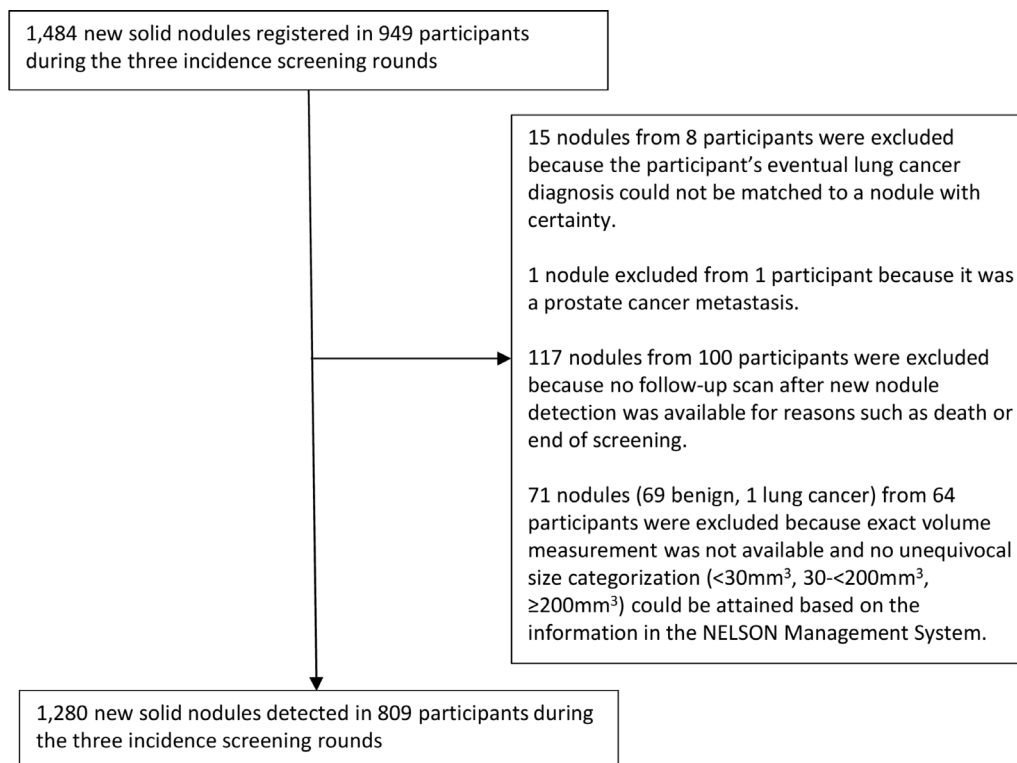 1,484 new solid nodules registered in 949 participants
during the three incidence screening rounds
15 nodules from 8 participants were excluded
because the participant's eventual lung cancer
diagnosis could not be matched to a nodule with
certainty.
1 nodule excluded from 1 participant because it was
a prostate cancer metastasis.
117 nodules from 100 participants were excluded
because no follow-up scan after new nodule
detection was available for reasons such as death or
end of screening.
71 nodules (69 benign, 1 lung cancer) from 64
participants were excluded because exact volume
measurement was not available and no unequivocal
size categorization (<30mm³, 30-<200mm³,
≥200mm³) could be attained based on the
information in the NELSON Management System.
1,280 new solid nodules detected in 809 participants during
the three incidence screening rounds